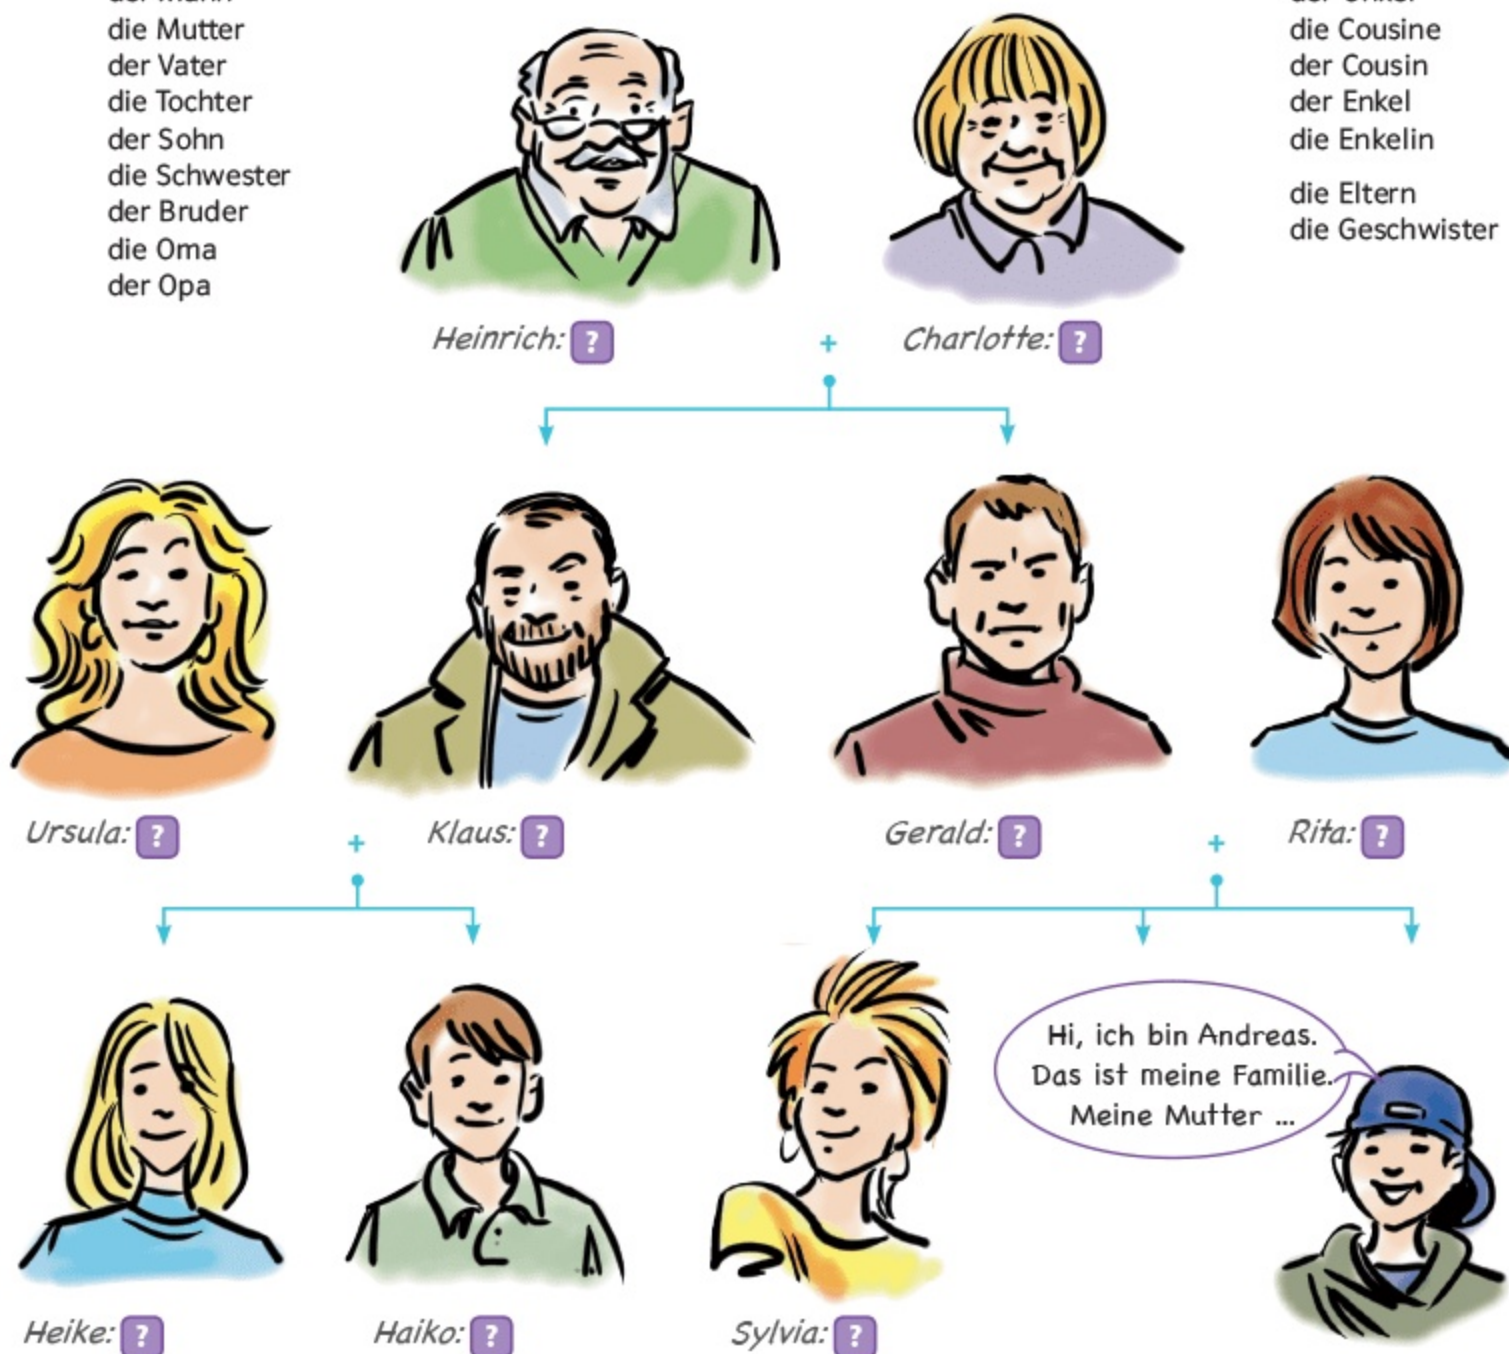 die Mutter
der Vater
die Tochter
der Sohn
die Schwester
der Bruder
die Oma
der Opa
die Cousine
der Cousin
der Enkel
die Enkelin
die Eltern
die Geschwister
Heinrich: ?
+
Charlotte: ?
Ursula: ?
+
Klaus: ?
Gerald: ?
+
Rita: ?
Hi, ich bin Andreas.
Das ist meine Familie.
Meine Mutter ...
Heike: ?
Haiko: ?
Sylvia: ?